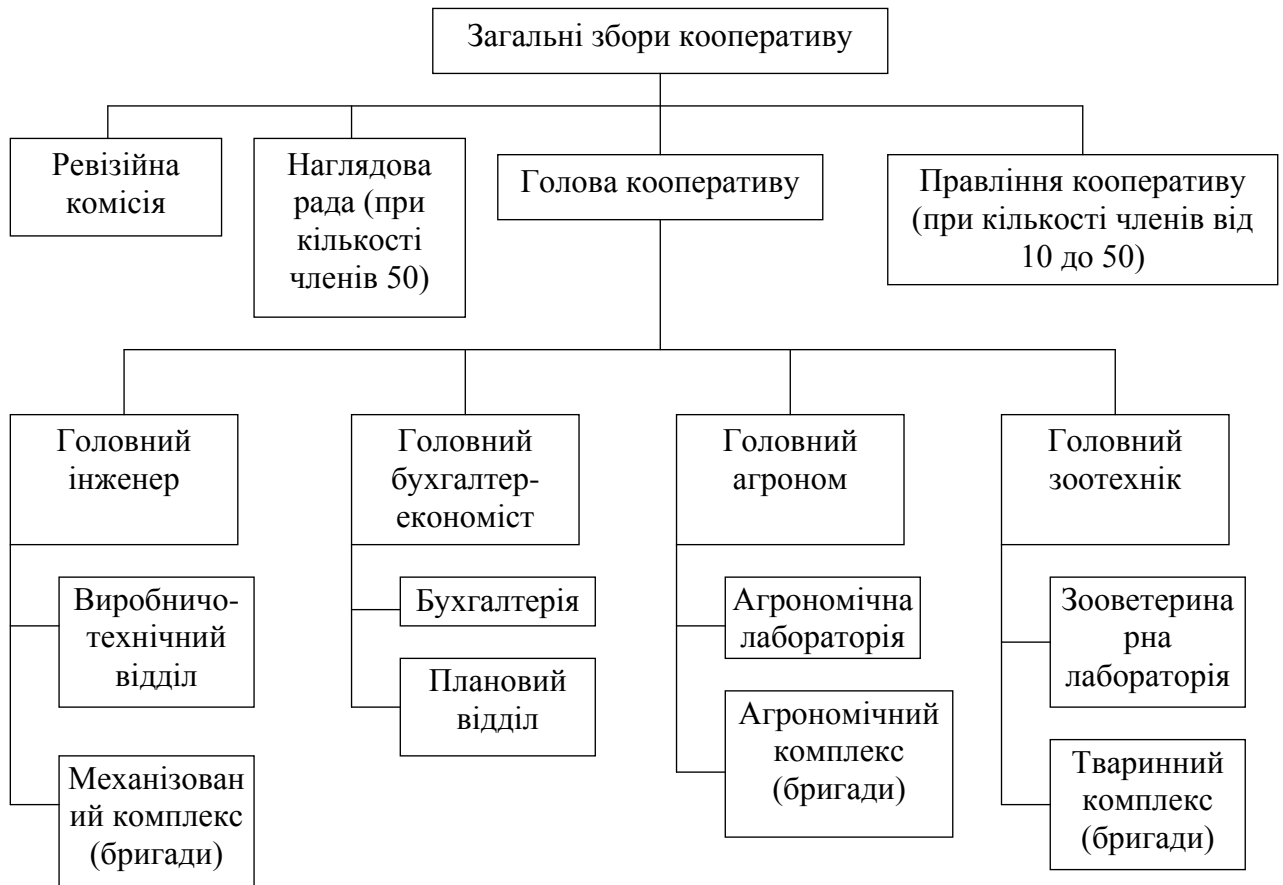 Загальні збори кооперативу
Ревізійна
комісія
Наглядова
рада (при
кількості
членів 50)
Голова кооперативу
Правління кооперативу
(при кількості членів від
10 до 50)
Головний
інженер
Головний
бухгалтер-
економіст
Головний
агроном
Головний
зоотехнік
Виробничо-
технічний
відділ
Механізован
ий комплекс
(бригади)
Бухгалтерія
Плановий
відділ
Агрономічна
лабораторія
Агрономічний
комплекс
(бригади)
Зооветерина
рна
лабораторія
Тваринний
комплекс
(бригади)